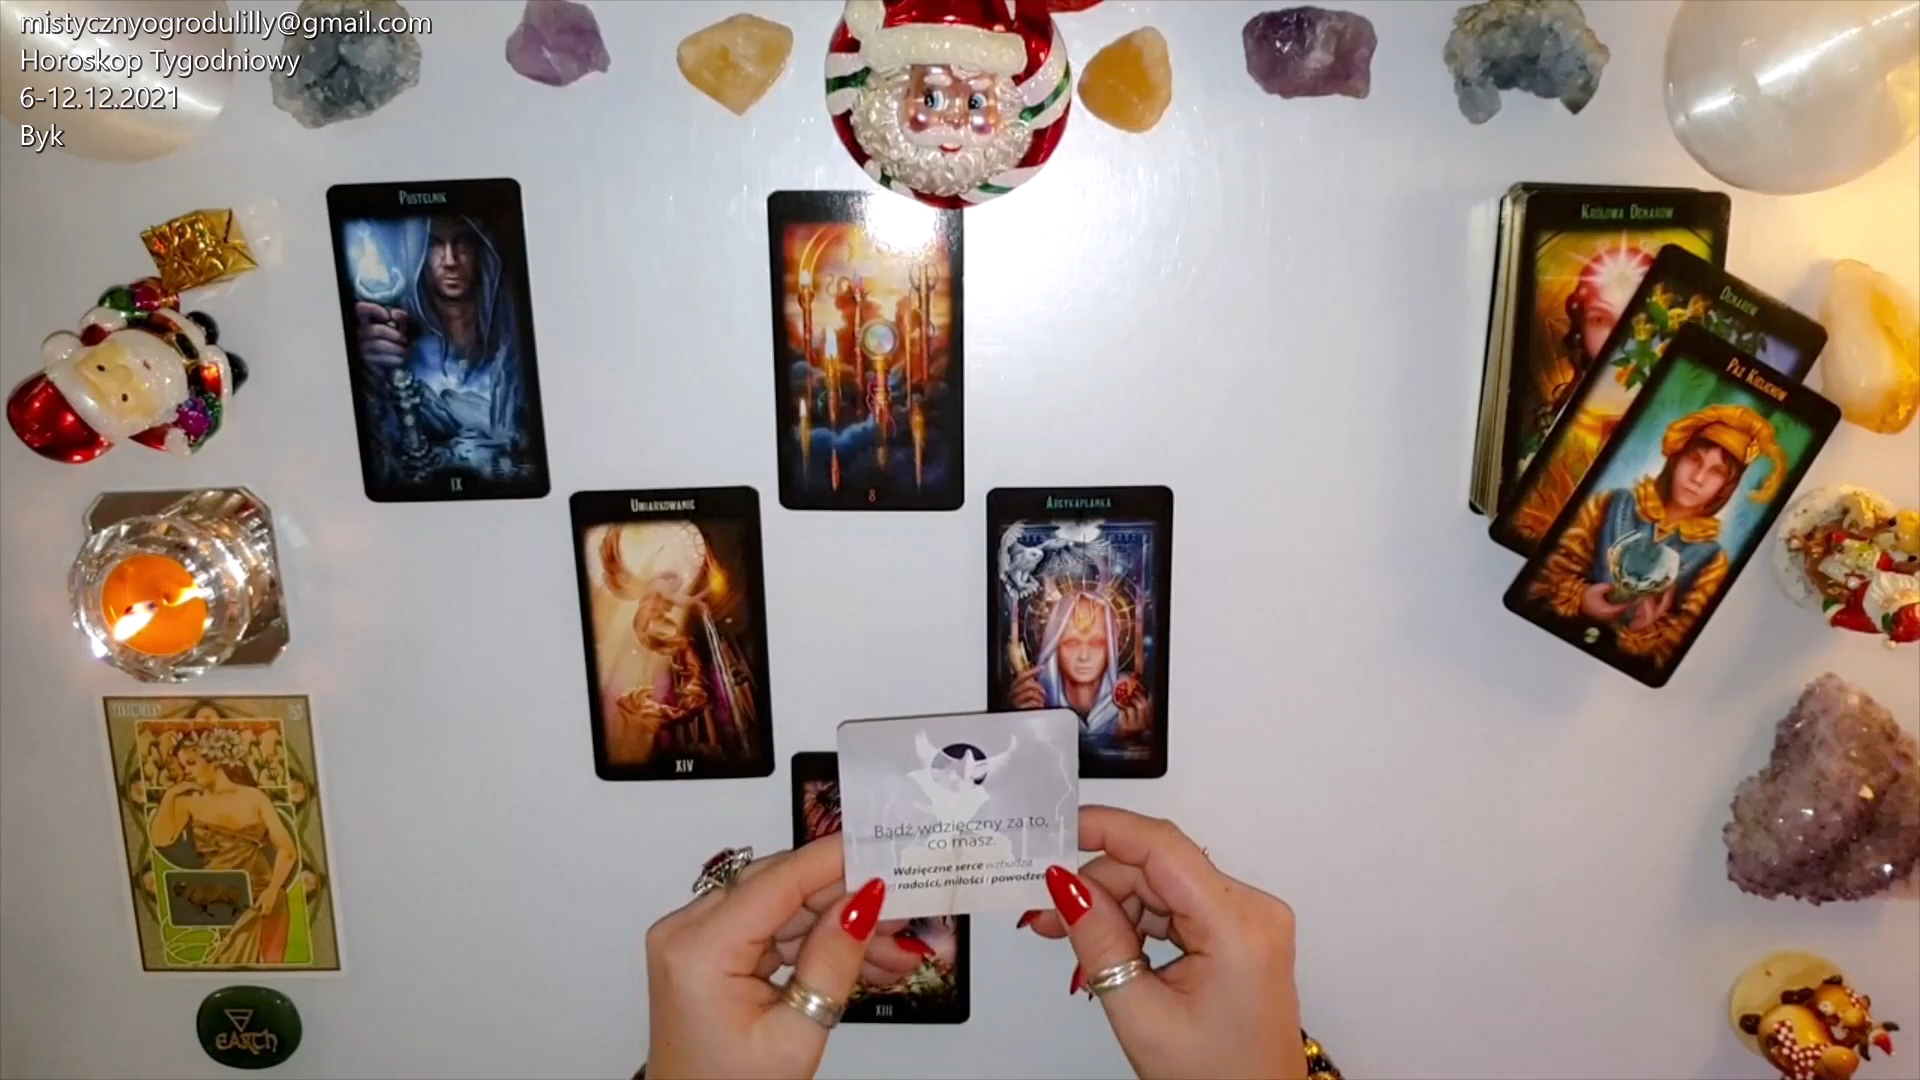 mistycznyogrodulilly@gmail.com
Horoskop Tygodniowy
6-12.12.2021
Byk
Pustelnik
IX
8
Królowa Denarów
Denarów
Paź Kielichów
Umiarkowanie
XIV
Arcykapłanka
Bądź wdzięczny za to,
co masz.
Wdzięczne serce wzbudza
radości, miłości i
XIII
EARTH